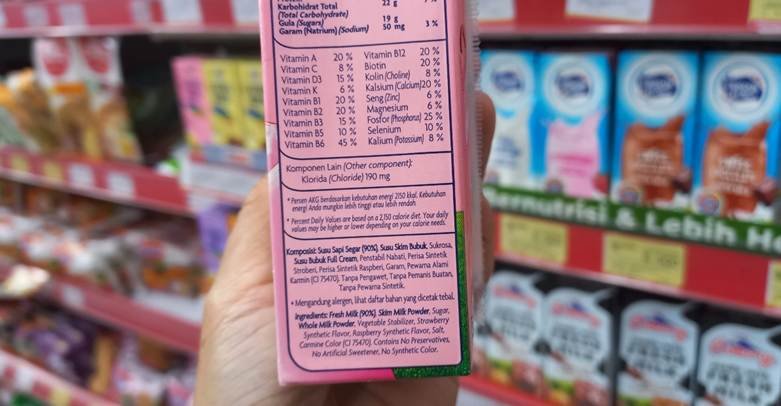 Karbohidrat Total 22 g
(Total Carbohydrate)
Gula (Sugars) 19 g
Garam (Natrium) (Sodium) 50 mg 3 %
Vitamin A 20 % Vitamin B12 20 %
Vitamin C 8 % Biotin 20 %
Vitamin D3 15 % Kolin (Choline) 8 %
Vitamin K 6 % Kalsium (Calcium) 20 %
Vitamin B1 20 % Seng (Zinc) 6 %
Vitamin B2 20 % Magnesium 6 %
Vitamin B3 15 % Fosfor (Phosphorus) 25 %
Vitamin B5 10 % Selenium 10 %
Vitamin B6 45 % Kalium (Potassium) 8 %
Komponen Lain (Other component):
Klorida (Chloride) 190 mg
* Persen AKG berdasarkan kebutuhan energi 2150 kkal. Kebutuhan
energi Anda mungkin lebih tinggi atau lebih rendah
* Percent Daily Values are based on a 2,150 calorie diet. Your daily
values may be higher or lower depending on your calorie needs.
Komposisi: Susu Sapi Segar (90%), Susu Skim Bubuk, Sukrosa,
Susu Bubuk Full Cream, Penstabil Nabati, Perisa Sintetik
Stroberi, Perisa Sintetik Raspberi, Garam, Pewarna Alami
Karmin (CI 75470), Tanpa Pengawet, Tanpa Pemanis Buatan,
Tanpa Pewarna Sintetik.
• Mengandung alergen, lihat daftar bahan yang dicetak tebal.
Ingredients: Fresh Milk (90%), Skim Milk Powder, Sugar,
Whole Milk Powder, Vegetable Stabilizer, Strawberry
Synthetic Flavor, Raspberry Synthetic Flavor, Salt,
Carmine Color (CI 75470). Contains No Preservatives,
No Artificial Sweetener, No Synthetic Color.
ernutrisi & Lebih H